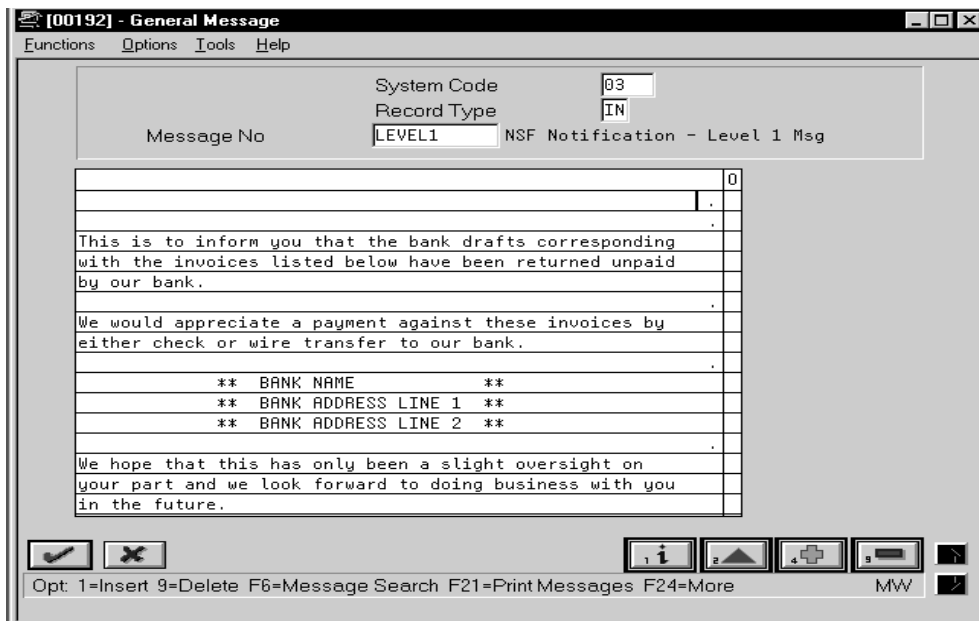 [00192] - General Message
Functions Options Tools Help
System Code 03
Record Type IN
Message No LEVEL1 NSF Notification - Level 1 Msg
O
.
.
This is to inform you that the bank drafts corresponding
with the invoices listed below have been returned unpaid
by our bank.
.
We would appreciate a payment against these invoices by
either check or wire transfer to our bank.
.
** BANK NAME **
** BANK ADDRESS LINE 1 **
** BANK ADDRESS LINE 2 **
.
We hope that this has only been a slight oversight on
your part and we look forward to doing business with you
in the future.
1 i 2 4 9
Opt: 1=Insert 9=Delete F6=Message Search F21=Print Messages F24=More MW